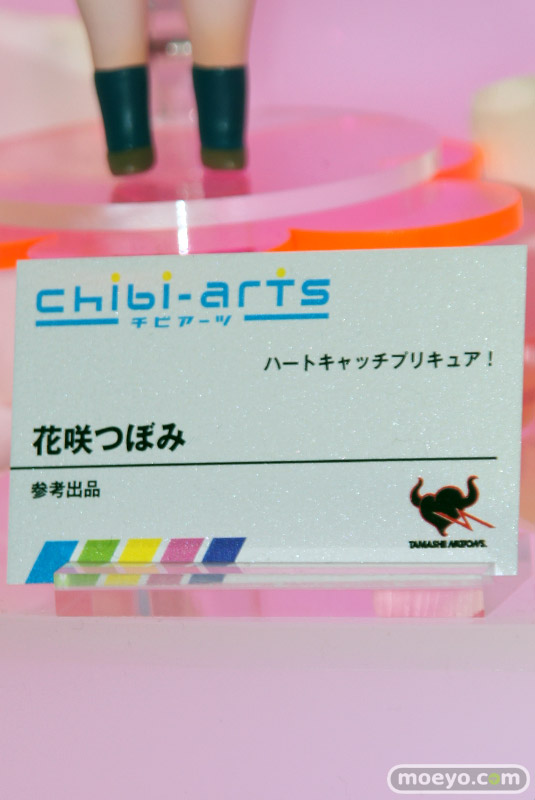 chibi-arts
チビアーツ
ハートキャッチプリキュア！
花咲つぼみ
参考出品
TAMASHII NATIONS
moeyo.com